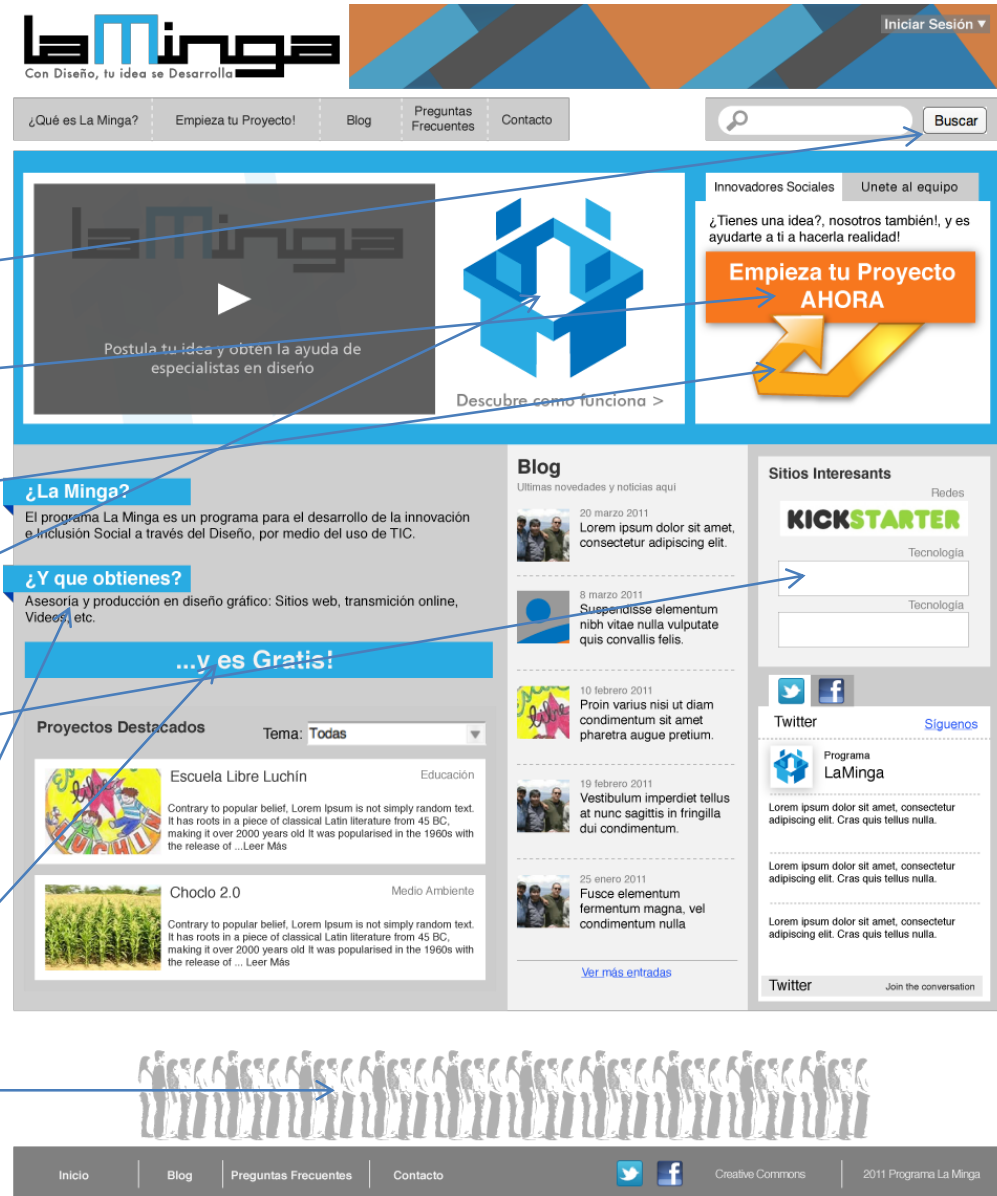 laMinga
Con Diseño, tu idea se Desarrolla
Iniciar Sesión ▼
¿Qué es La Minga?
Empieza tu Proyecto!
Blog
Preguntas
Frecuentes
Contacto
Buscar
laMinga
Postula tu idea y obten la ayuda de
especialistas en diseño
Descubre como funciona >
Innovadores Sociales
Unete al equipo
¿Tienes una idea?, nosotros también!, y es
ayudarte a ti a hacerla realidad!
Empieza tu Proyecto
AHORA
¿La Minga?
El programa La Minga es un programa para el desarrollo de la innovación
e Inclusión Social a través del Diseño, por medio del uso de TIC.
¿Y que obtienes?
Asesoría y producción en diseño gráfico: Sitios web, transmición online,
Videos, etc.
...y es Gratis!
Proyectos Destacados
Tema: Todas
Escuela Libre Luchín
Educación
Contrary to popular belief, Lorem Ipsum is not simply random text.
It has roots in a piece of classical Latin literature from 45 BC,
making it over 2000 years old It was popularised in the 1960s with
the release of ...Leer Más
Choclo 2.0
Medio Ambiente
Contrary to popular belief, Lorem Ipsum is not simply random text.
It has roots in a piece of classical Latin literature from 45 BC,
making it over 2000 years old It was popularised in the 1960s with
the release of ... Leer Más
Blog
Ultimas novedades y noticias aqui
20 marzo 2011
Lorem ipsum dolor sit amet,
consectetur adipiscing elit.
8 marzo 2011
Suspendisse elementum
nibh vitae nulla vulputate
quis convallis felis.
10 febrero 2011
Proin varius nisi ut diam
condimentum sit amet
pharetra augue pretium.
19 febrero 2011
Vestibulum imperdiet tellus
at nunc sagittis in fringilla
dui condimentum.
25 enero 2011
Fusce elementum
fermentum magna, vel
condimentum nulla
Ver más entradas
Sitios Interesants
Redes
KICKSTARTER
Tecnología
Tecnología
Twitter
Síguenos
Programa
LaMinga
Lorem ipsum dolor sit amet, consectetur
adipiscing elit. Cras quis tellus nulla.
Lorem ipsum dolor sit amet, consectetur
adipiscing elit. Cras quis tellus nulla.
Lorem ipsum dolor sit amet, consectetur
adipiscing elit. Cras quis tellus nulla.
Twitter
Join the conversation
Inicio
Blog
Preguntas Frecuentes
Contacto
Creative Commons
2011 Programa La Minga